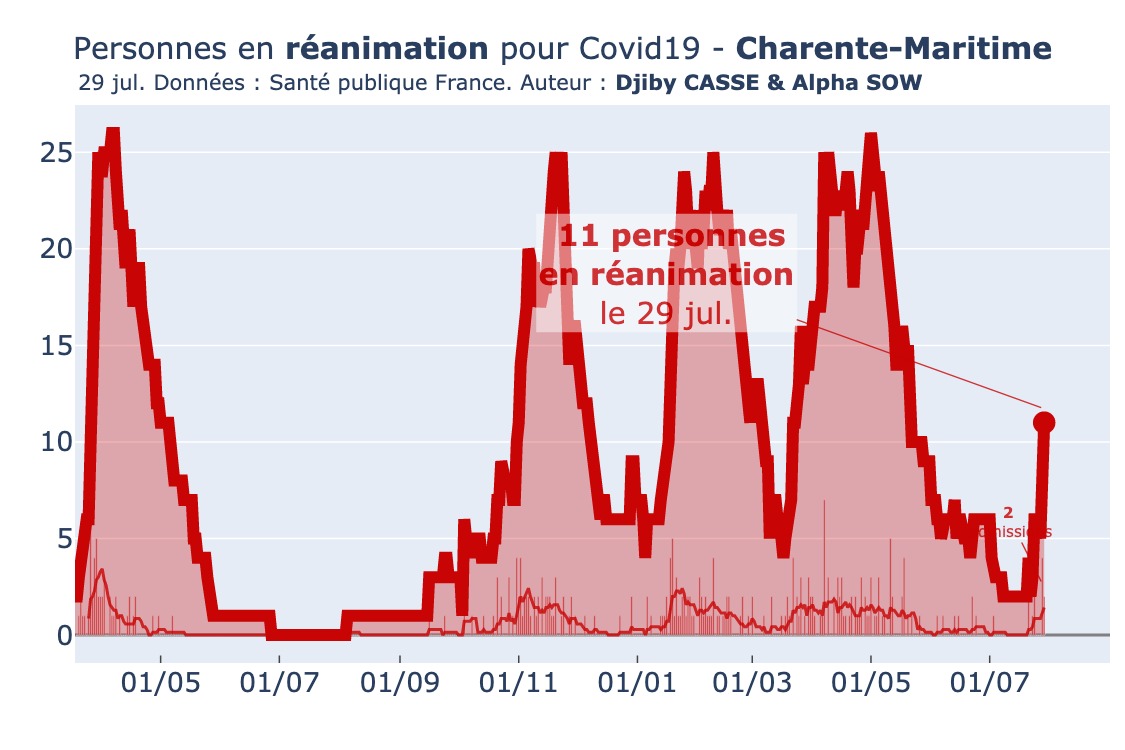 Personnes en réanimation pour Covid19 - Charente-Maritime
29 jul. Données : Santé publique France. Auteur : Djiby CASSE & Alpha SOW
25
20
15
10
5
0
11 personnes
en réanimation
le 29 jul.
2
admissions
01/05 01/07 01/09 01/11 01/01 01/03 01/05 01/07